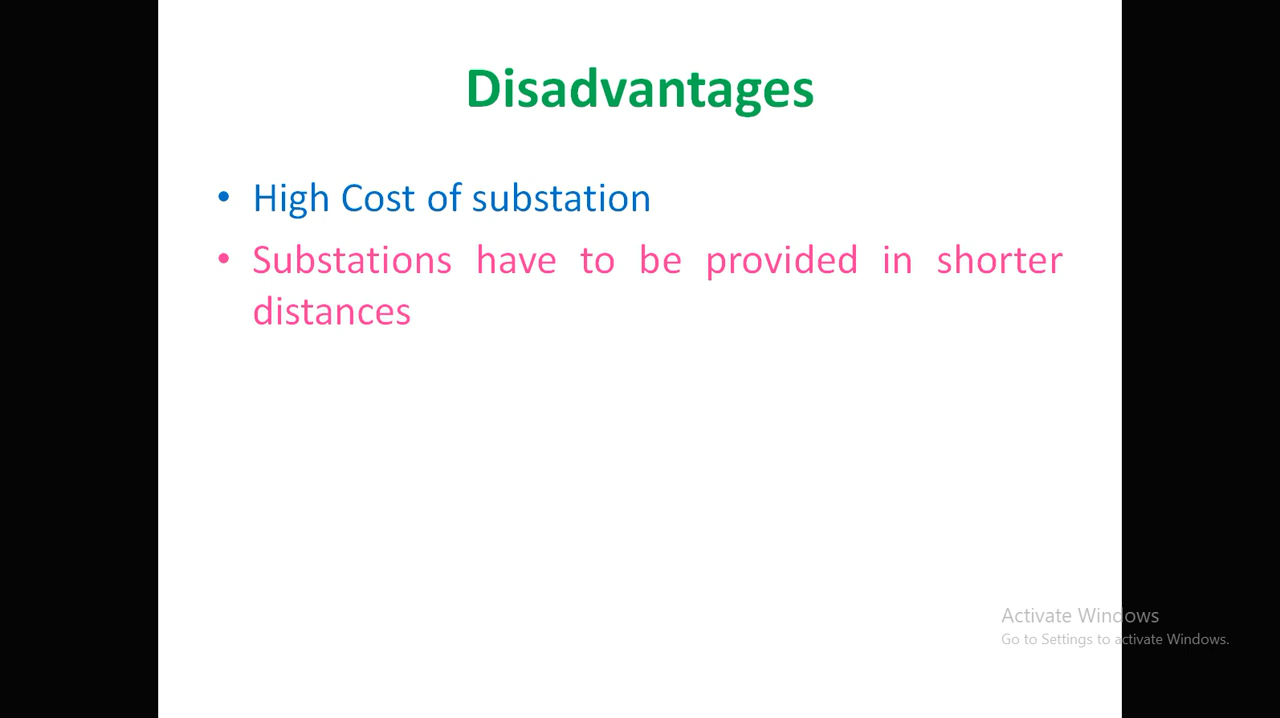 Disadvantages
• High Cost of substation
• Substations have to be provided in shorter
distances
Activate Windows
Go to Settings to activate Windows.